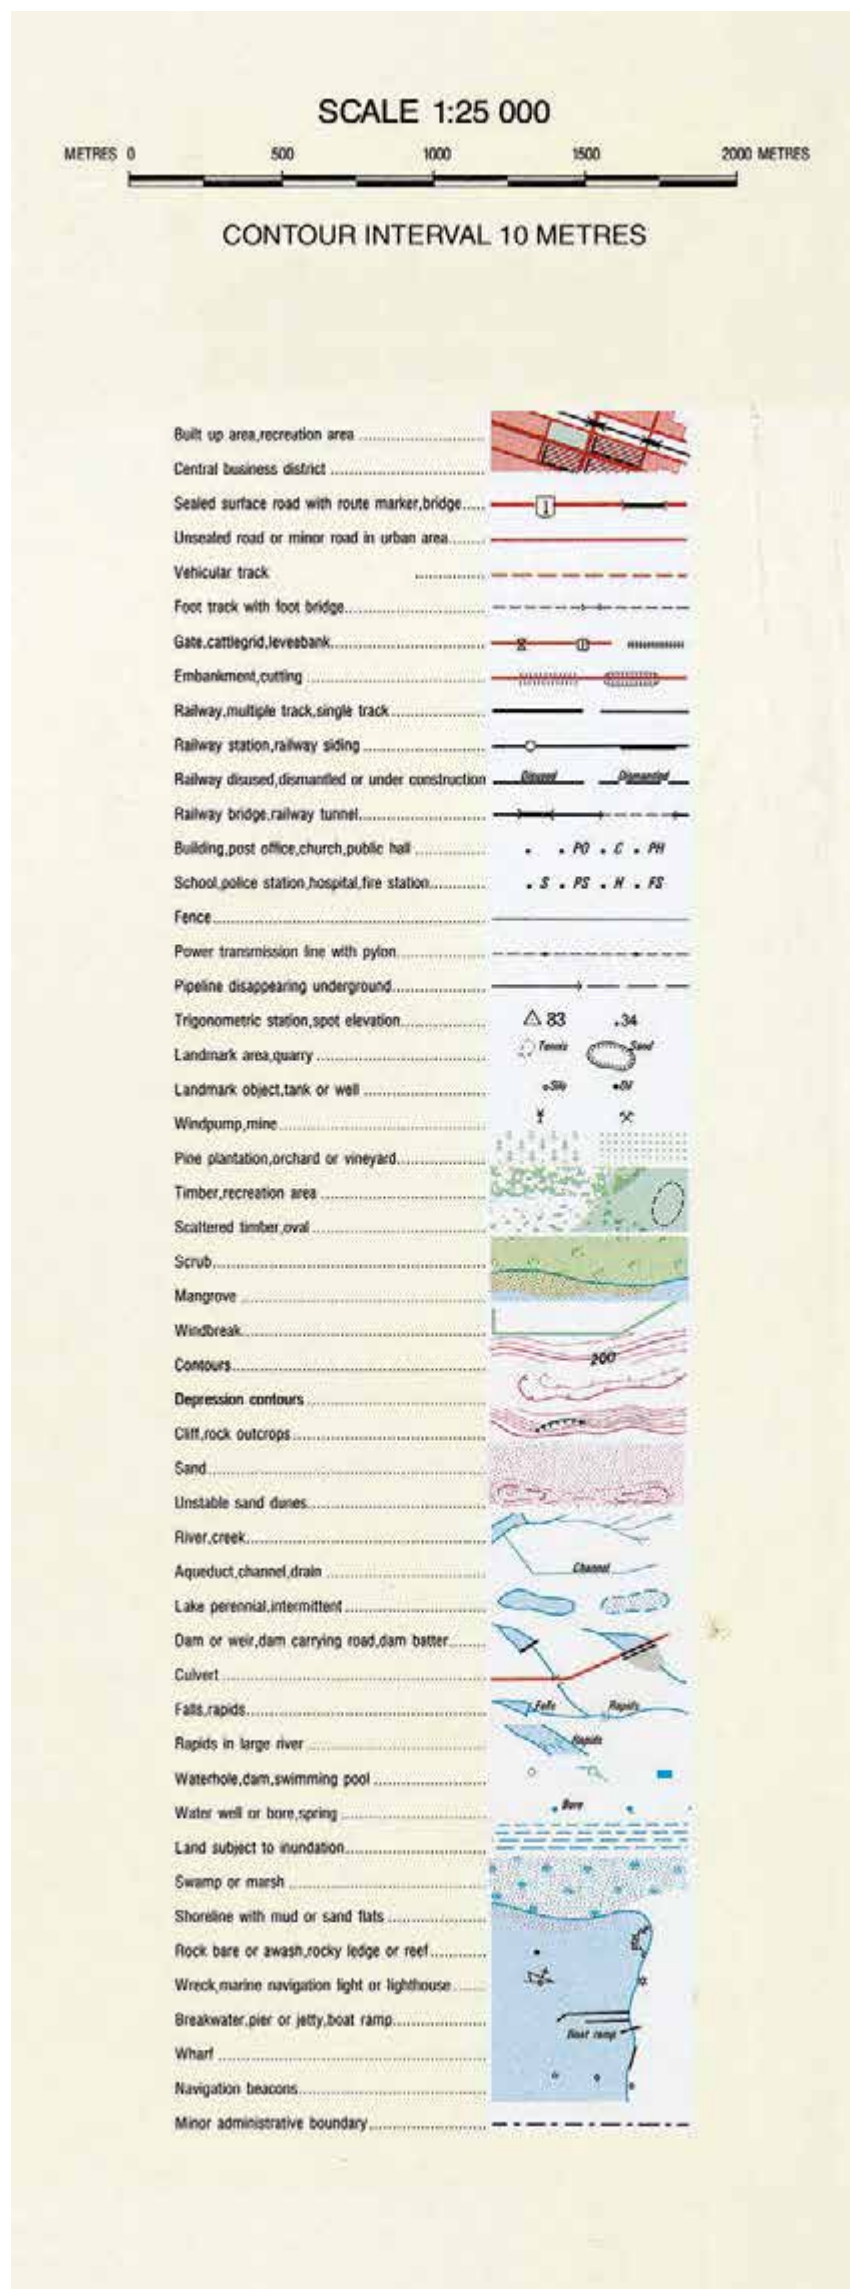 SCALE 1:25 000
METRES 0 500 1000 1500 2000 METRES
CONTOUR INTERVAL 10 METRES
Built up area,recreation area
Central business district
Sealed surface road with route marker,bridge
1
Unsealed road or minor road in urban area
Vehicular track
Foot track with foot bridge
Gate,cattlegrid,leveebank
Embankment,cutting
Railway,multiple track,single track
Railway station,railway siding
Railway disused,dismantled or under construction Disused Dismantled
Railway bridge,railway tunnel
Building,post office,church,public hall PO C PH
School,police station,hospital,fire station S PS H FS
Fence
Power transmission line with pylon
Pipeline disappearing underground
Trigonometric station,spot elevation 83 .34
Landmark area,quarry Tennis Sand
Landmark object,tank or well Silo Oil
Windpump,mine
Pine plantation,orchard or vineyard
Timber,recreation area
Scattered timber,oval
Scrub
Mangrove
Windbreak
Contours 200
Depression contours
Cliff,rock outcrops
Sand
Unstable sand dunes
River,creek
Aqueduct,channel,drain Channel
Lake perennial,intermittent
Dam or weir,dam carrying road,dam batter
Culvert
Falls,rapids Falls Rapids
Rapids in large river Rapids
Waterhole,dam,swimming pool
Water well or bore,spring Bore
Land subject to inundation
Swamp or marsh
Shoreline with mud or sand flats
Rock bare or awash,rocky ledge or reef
Wreck,marine navigation light or lighthouse
Breakwater,pier or jetty,boat ramp Boat ramp
Wharf
Navigation beacons
Minor administrative boundary